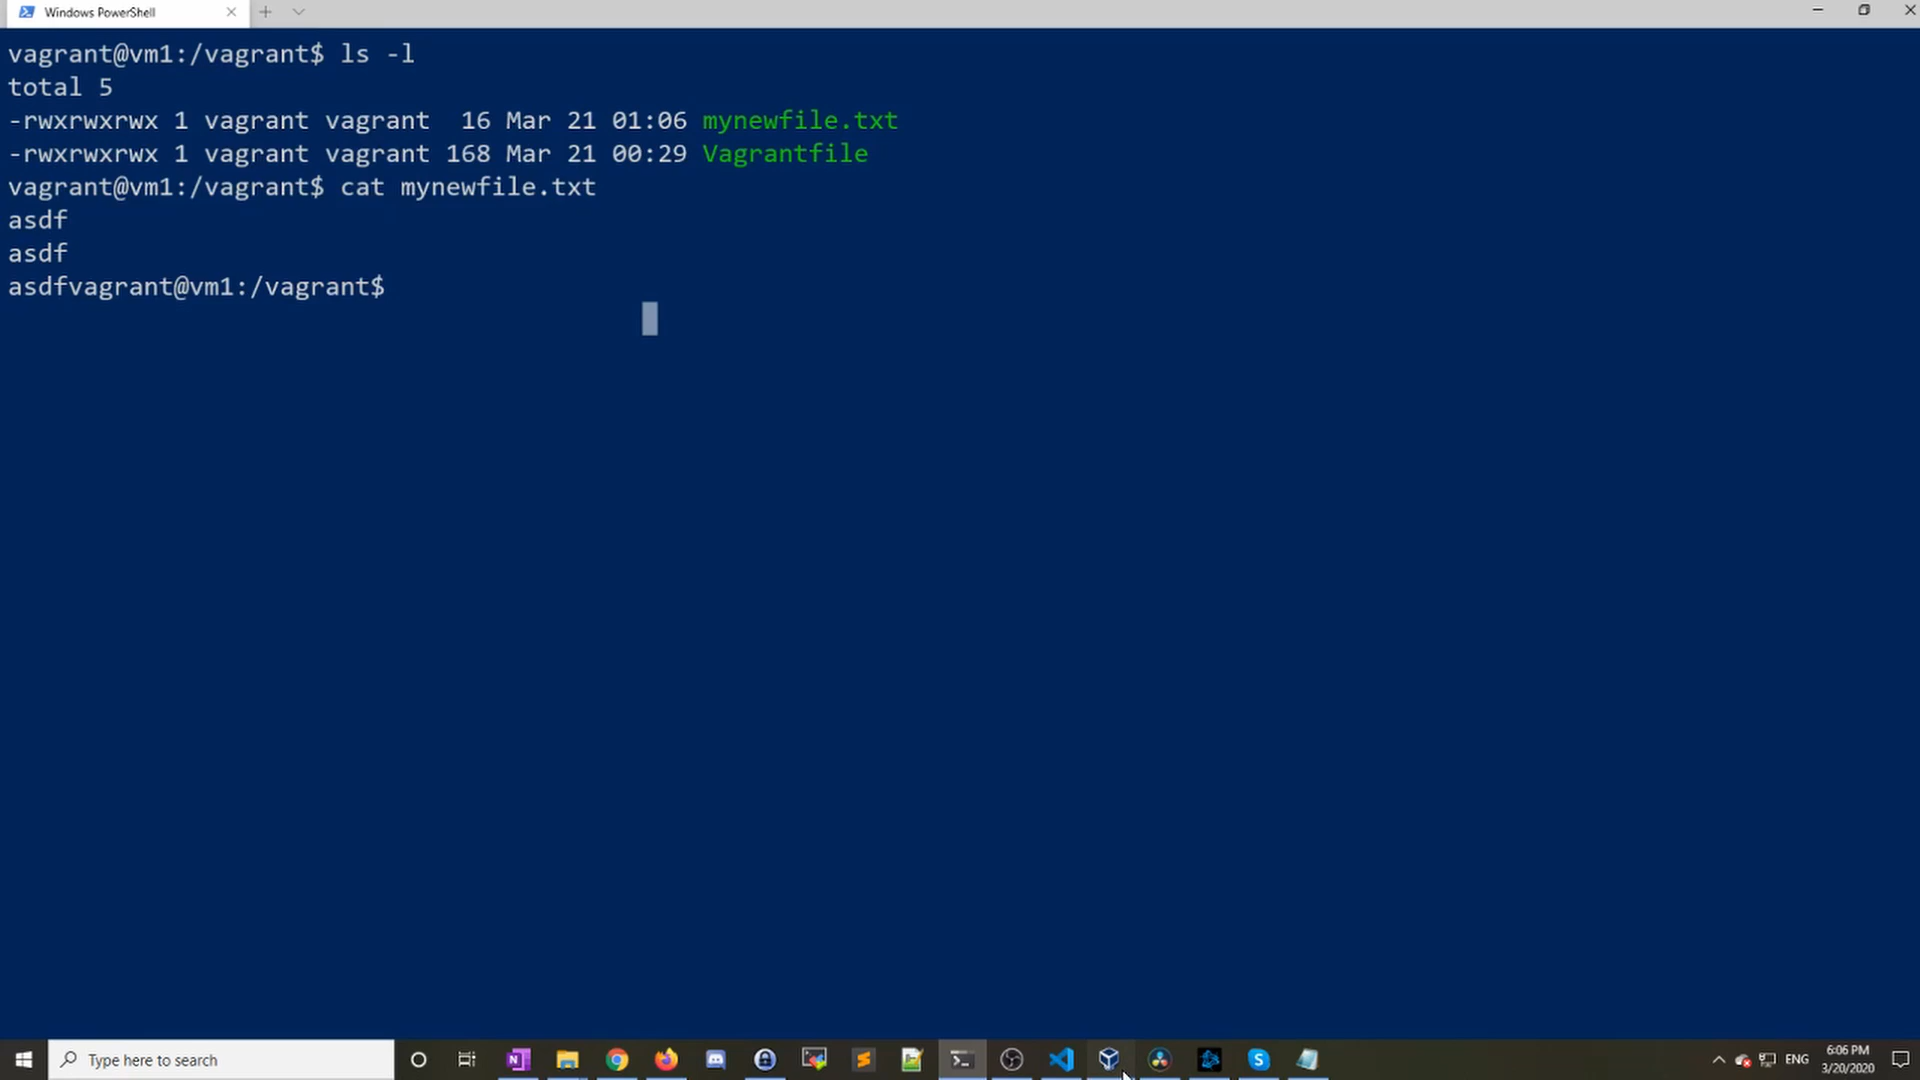 Windows PowerShell
vagrant@vm1:/vagrant$ ls -l
total 5
-rwxrwxrwx 1 vagrant vagrant  16 Mar 21 01:06 mynewfile.txt
-rwxrwxrwx 1 vagrant vagrant 168 Mar 21 00:29 Vagrantfile
vagrant@vm1:/vagrant$ cat mynewfile.txt
asdf
asdf
asdfvagrant@vm1:/vagrant$
Type here to search
ENG
6:06 PM
3/20/2020